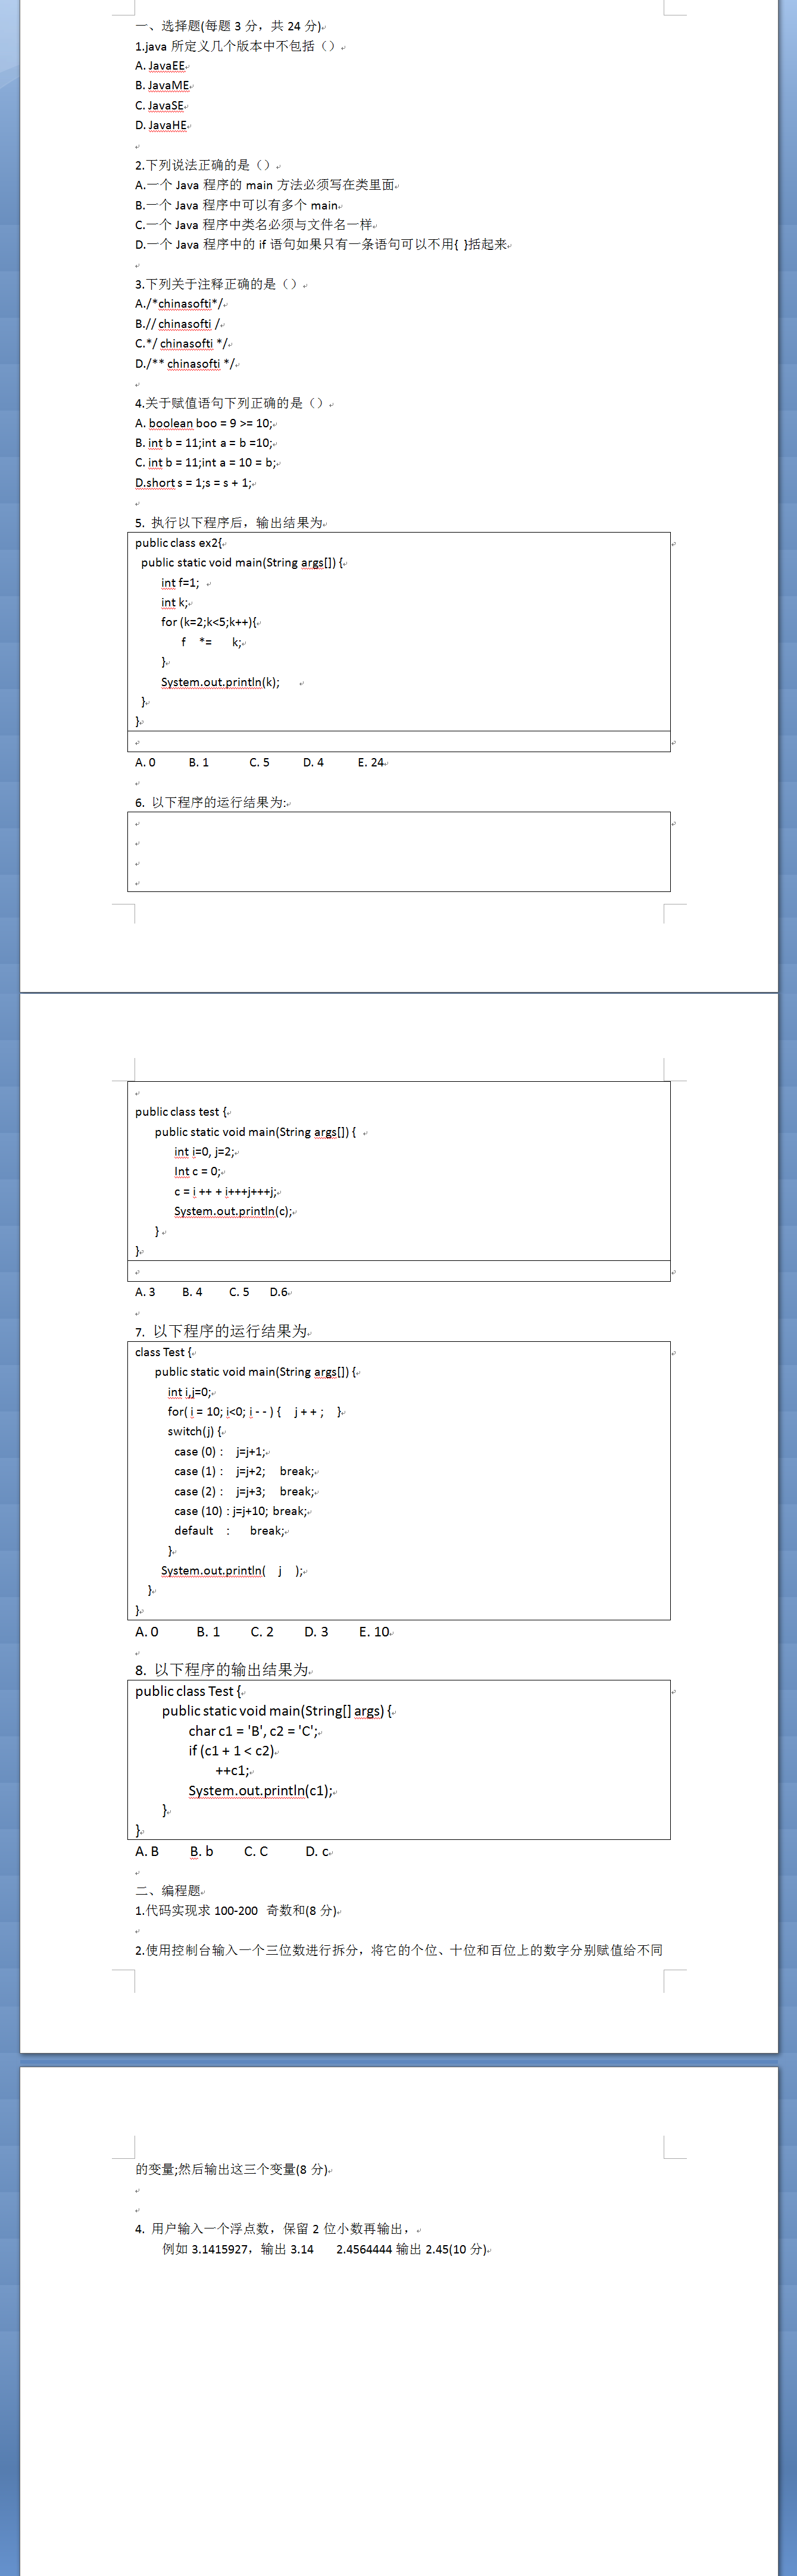 一、选择题(每题 3 分，共 24 分)
1.java 所定义几个版本中不包括（）
A. JavaEE
B. JavaME
C. JavaSE
D. JavaHE
2.下列说法正确的是（）
A.一个 Java 程序的 main 方法必须写在类里面
B.一个 Java 程序中可以有多个 main
C.一个 Java 程序中类名必须与文件名一样
D.一个 Java 程序中的 if 语句如果只有一条语句可以不用{ }括起来
3.下列关于注释正确的是（）
A./*chinasofti*/
B.// chinasofti /
C.*/ chinasofti */
D./** chinasofti */
4.关于赋值语句下列正确的是（）
A. boolean boo = 9 >= 10;
B. int b = 11;int a = b =10;
C. int b = 11;int a = 10 = b;
D.short s = 1;s = s + 1;
5. 执行以下程序后，输出结果为
public class ex2{
public static void main(String args[]) {
int f=1;
int k;
for (k=2;k<5;k++){
f *= k;
}
System.out.println(k);
}
}
A. 0 B. 1 C. 5 D. 4 E. 24
6. 以下程序的运行结果为:
public class test {
public static void main(String args[]) {
int i=0, j=2;
Int c = 0;
c = i ++ + i+++j+++j;
System.out.println(c);
}
}
A. 3 B. 4 C. 5 D.6
7. 以下程序的运行结果为
class Test {
public static void main(String args[]) {
int i,j=0;
for( i = 10; i<0; i - - ) { j + + ; }
switch(j) {
case (0) : j=j+1;
case (1) : j=j+2; break;
case (2) : j=j+3; break;
case (10) : j=j+10; break;
default : break;
}
System.out.println( j );
}
}
A. 0 B. 1 C. 2 D. 3 E. 10
8. 以下程序的输出结果为
public class Test {
public static void main(String[] args) {
char c1 = 'B', c2 = 'C';
if (c1 + 1 < c2)
++c1;
System.out.println(c1);
}
}
A. B B. b C. C D. c
二、编程题
1.代码实现求 100-200 奇数和(8 分)
2.使用控制台输入一个三位数进行拆分，将它的个位、十位和百位上的数字分别赋值给不同
的变量;然后输出这三个变量(8 分)
4. 用户输入一个浮点数，保留 2 位小数再输出，
例如 3.1415927，输出 3.14 2.4564444 输出 2.45(10 分)